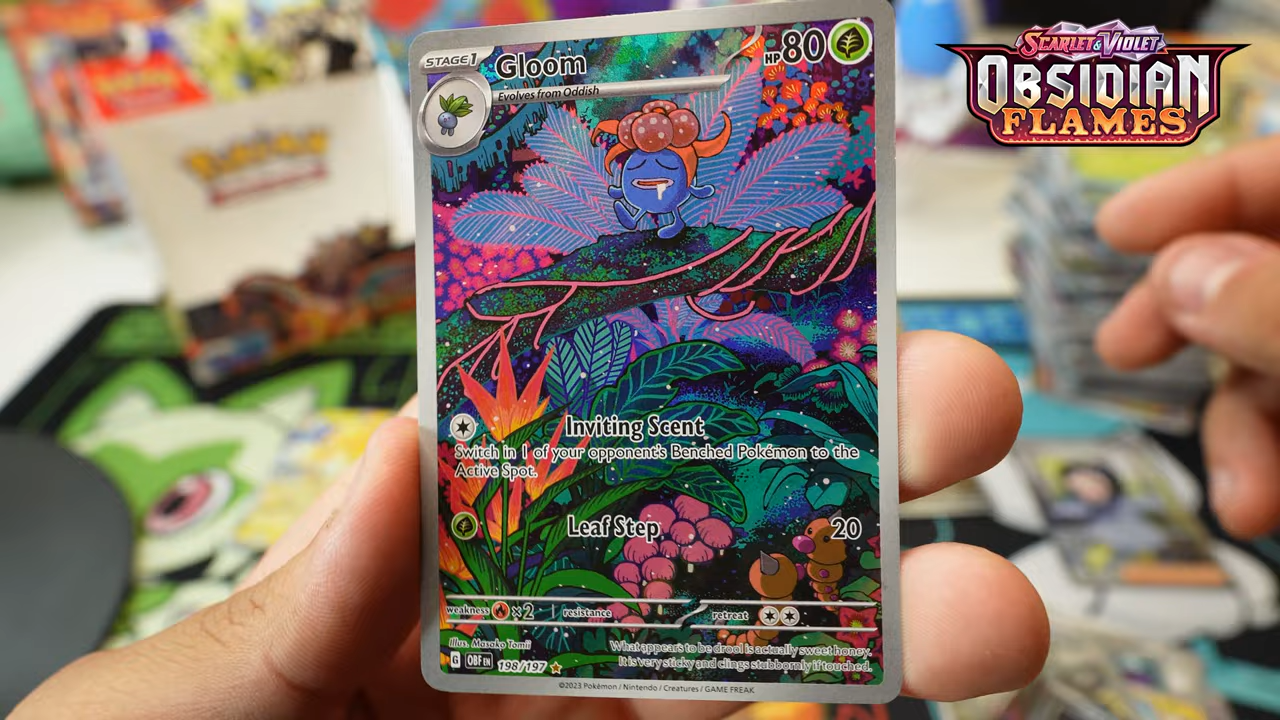 SCARLET & VIOLET
OBSIDIAN
FLAMES
STAGE 1
Gloom
HP 80
Evolves from Oddish
Pokémon
Inviting Scent
Switch in 1 of your opponent's Benched Pokémon to the
Active Spot.
Leaf Step
20
weakness ×2 resistance retreat
Illus. Masako Tomii
What appears to be drool is actually sweet honey.
It is very sticky and clings stubbornly if touched.
G OBF EN 198/197
©2023 Pokémon / Nintendo / Creatures / GAME FREAK